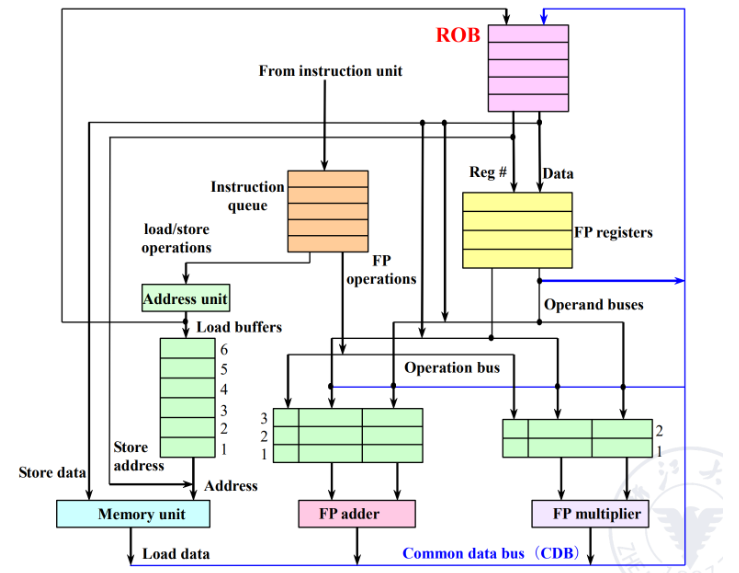 ROB
From instruction unit
Reg #
Data
Instruction
queue
load/store
operations
FP registers
FP
operations
Address unit
Operand buses
Load buffers
6
5
4
3
2
1
Operation bus
3
2
1
2
1
Store
address
Store data
Address
Memory unit
FP adder
FP multiplier
Load data
Common data bus（CDB）